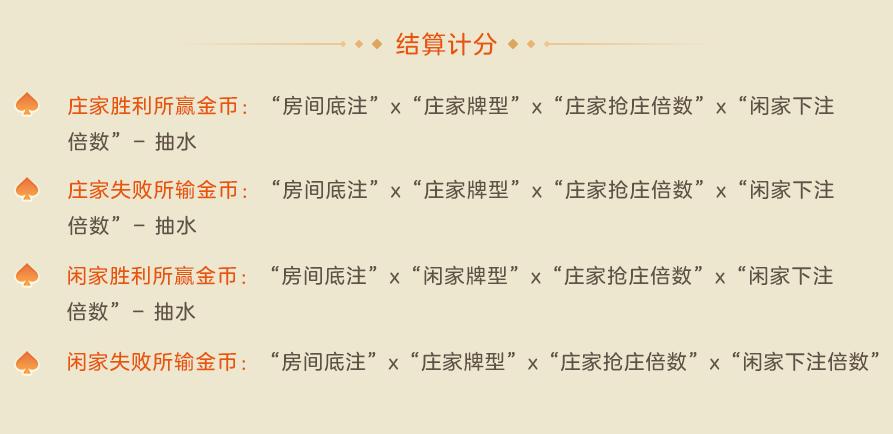 结算计分
庄家胜利所赢金币：“房间底注” x “庄家牌型” x “庄家抢庄倍数” x “闲家下注
倍数” – 抽水
庄家失败所输金币：“房间底注” x “庄家牌型” x “庄家抢庄倍数” x “闲家下注
倍数” – 抽水
闲家胜利所赢金币：“房间底注” x “闲家牌型” x “庄家抢庄倍数” x “闲家下注
倍数” – 抽水
闲家失败所输金币：“房间底注” x “庄家牌型” x “庄家抢庄倍数” x “闲家下注倍数”